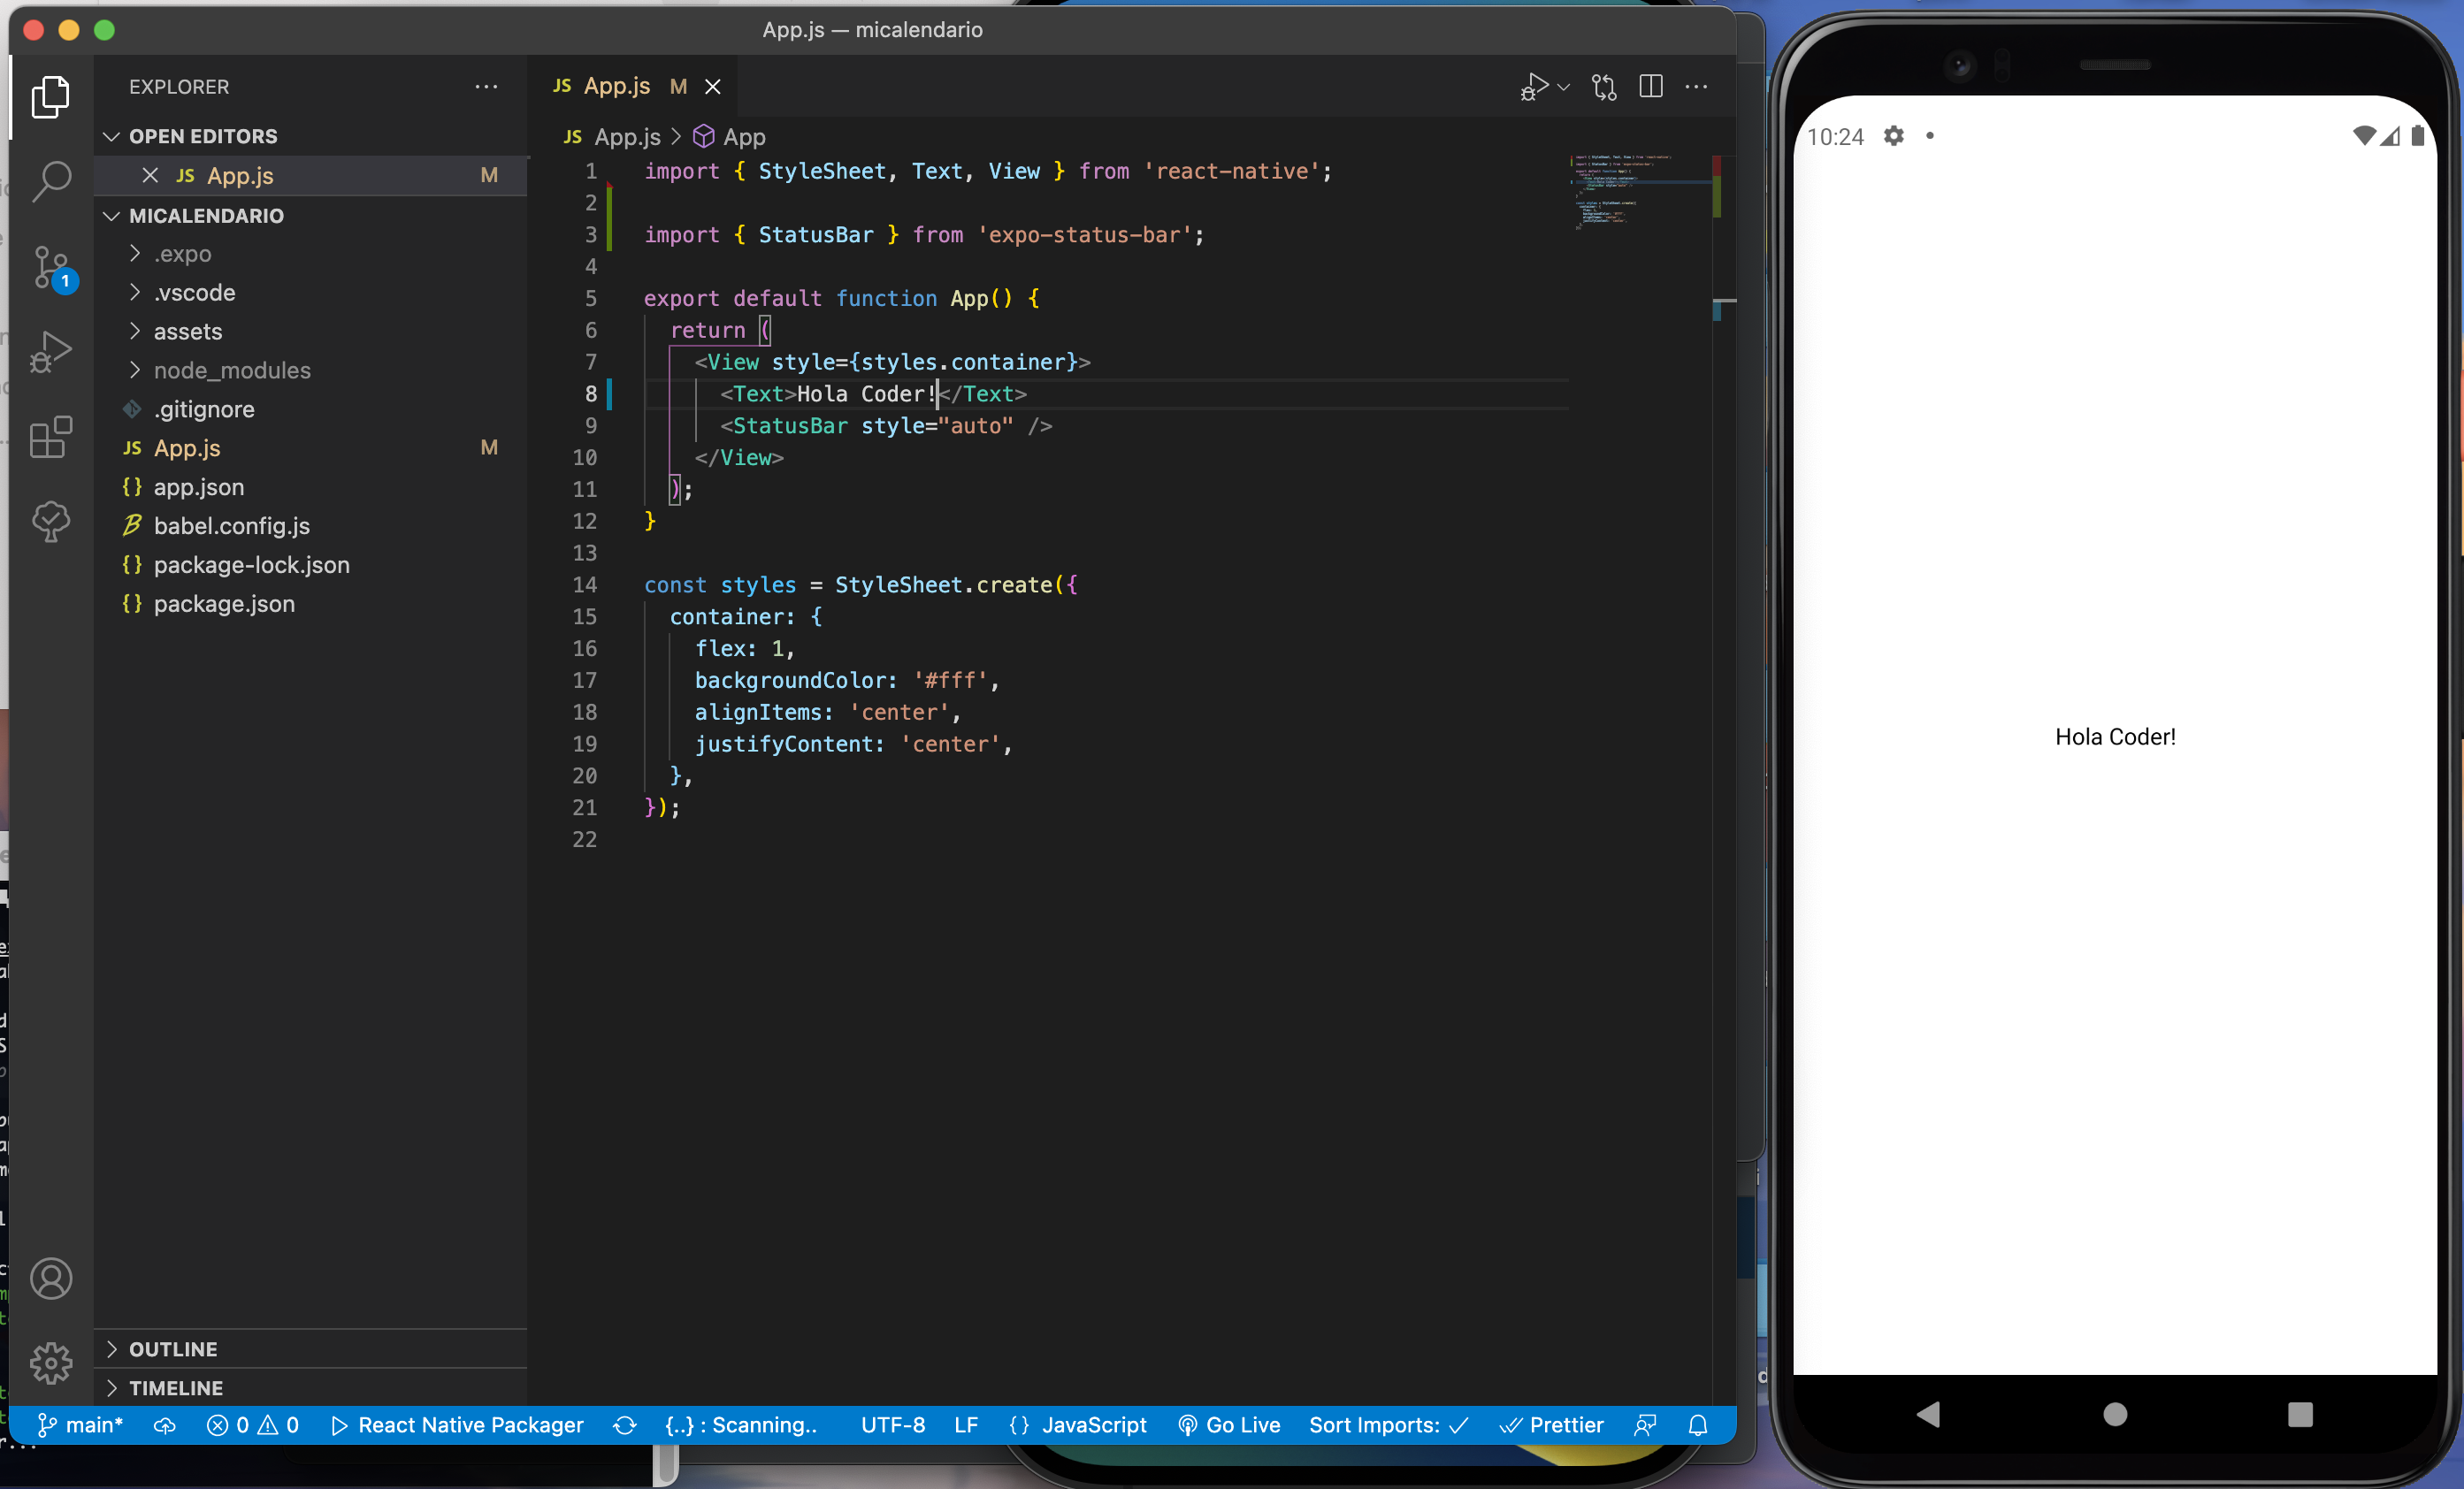 App.js — micalendario
EXPLORER
OPEN EDITORS
JS App.js M
MICALENDARIO
.expo
.vscode
assets
node_modules
.gitignore
JS App.js M
{} app.json
babel.config.js
{} package-lock.json
{} package.json
OUTLINE
TIMELINE
1
JS App.js M
JS App.js > App
1 import { StyleSheet, Text, View } from 'react-native';
2
3 import { StatusBar } from 'expo-status-bar';
4
5 export default function App() {
6 return (
7 <View style={styles.container}>
8 <Text>Hola Coder!</Text>
9 <StatusBar style="auto" />
10 </View>
11 );
12 }
13
14 const styles = StyleSheet.create({
15 container: {
16 flex: 1,
17 backgroundColor: '#fff',
18 alignItems: 'center',
19 justifyContent: 'center',
20 },
21 });
22
main* 0 0 React Native Packager {..} : Scanning.. UTF-8 LF {} JavaScript Go Live Sort Imports: ✓ Prettier
10:24
Hola Coder!